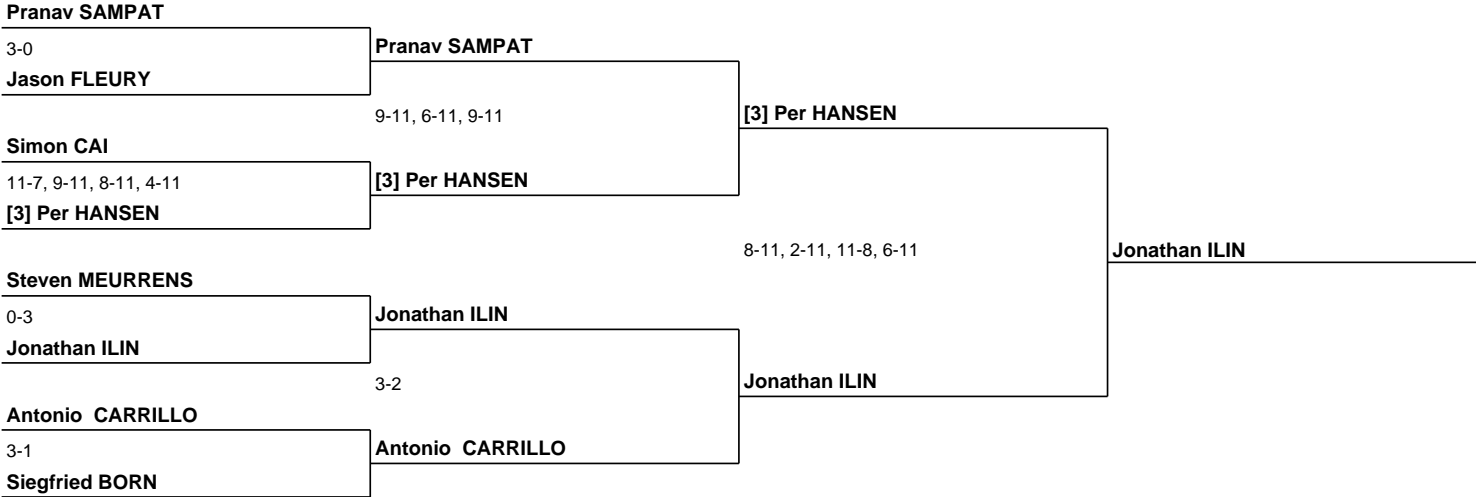 Pranav SAMPAT
3-0
Jason FLEURY
Pranav SAMPAT
9-11, 6-11, 9-11
Simon CAI
11-7, 9-11, 8-11, 4-11
[3] Per HANSEN
[3] Per HANSEN
[3] Per HANSEN
8-11, 2-11, 11-8, 6-11
Jonathan ILIN
Steven MEURRENS
0-3
Jonathan ILIN
Jonathan ILIN
3-2
Jonathan ILIN
Antonio  CARRILLO
3-1
Siegfried BORN
Antonio  CARRILLO